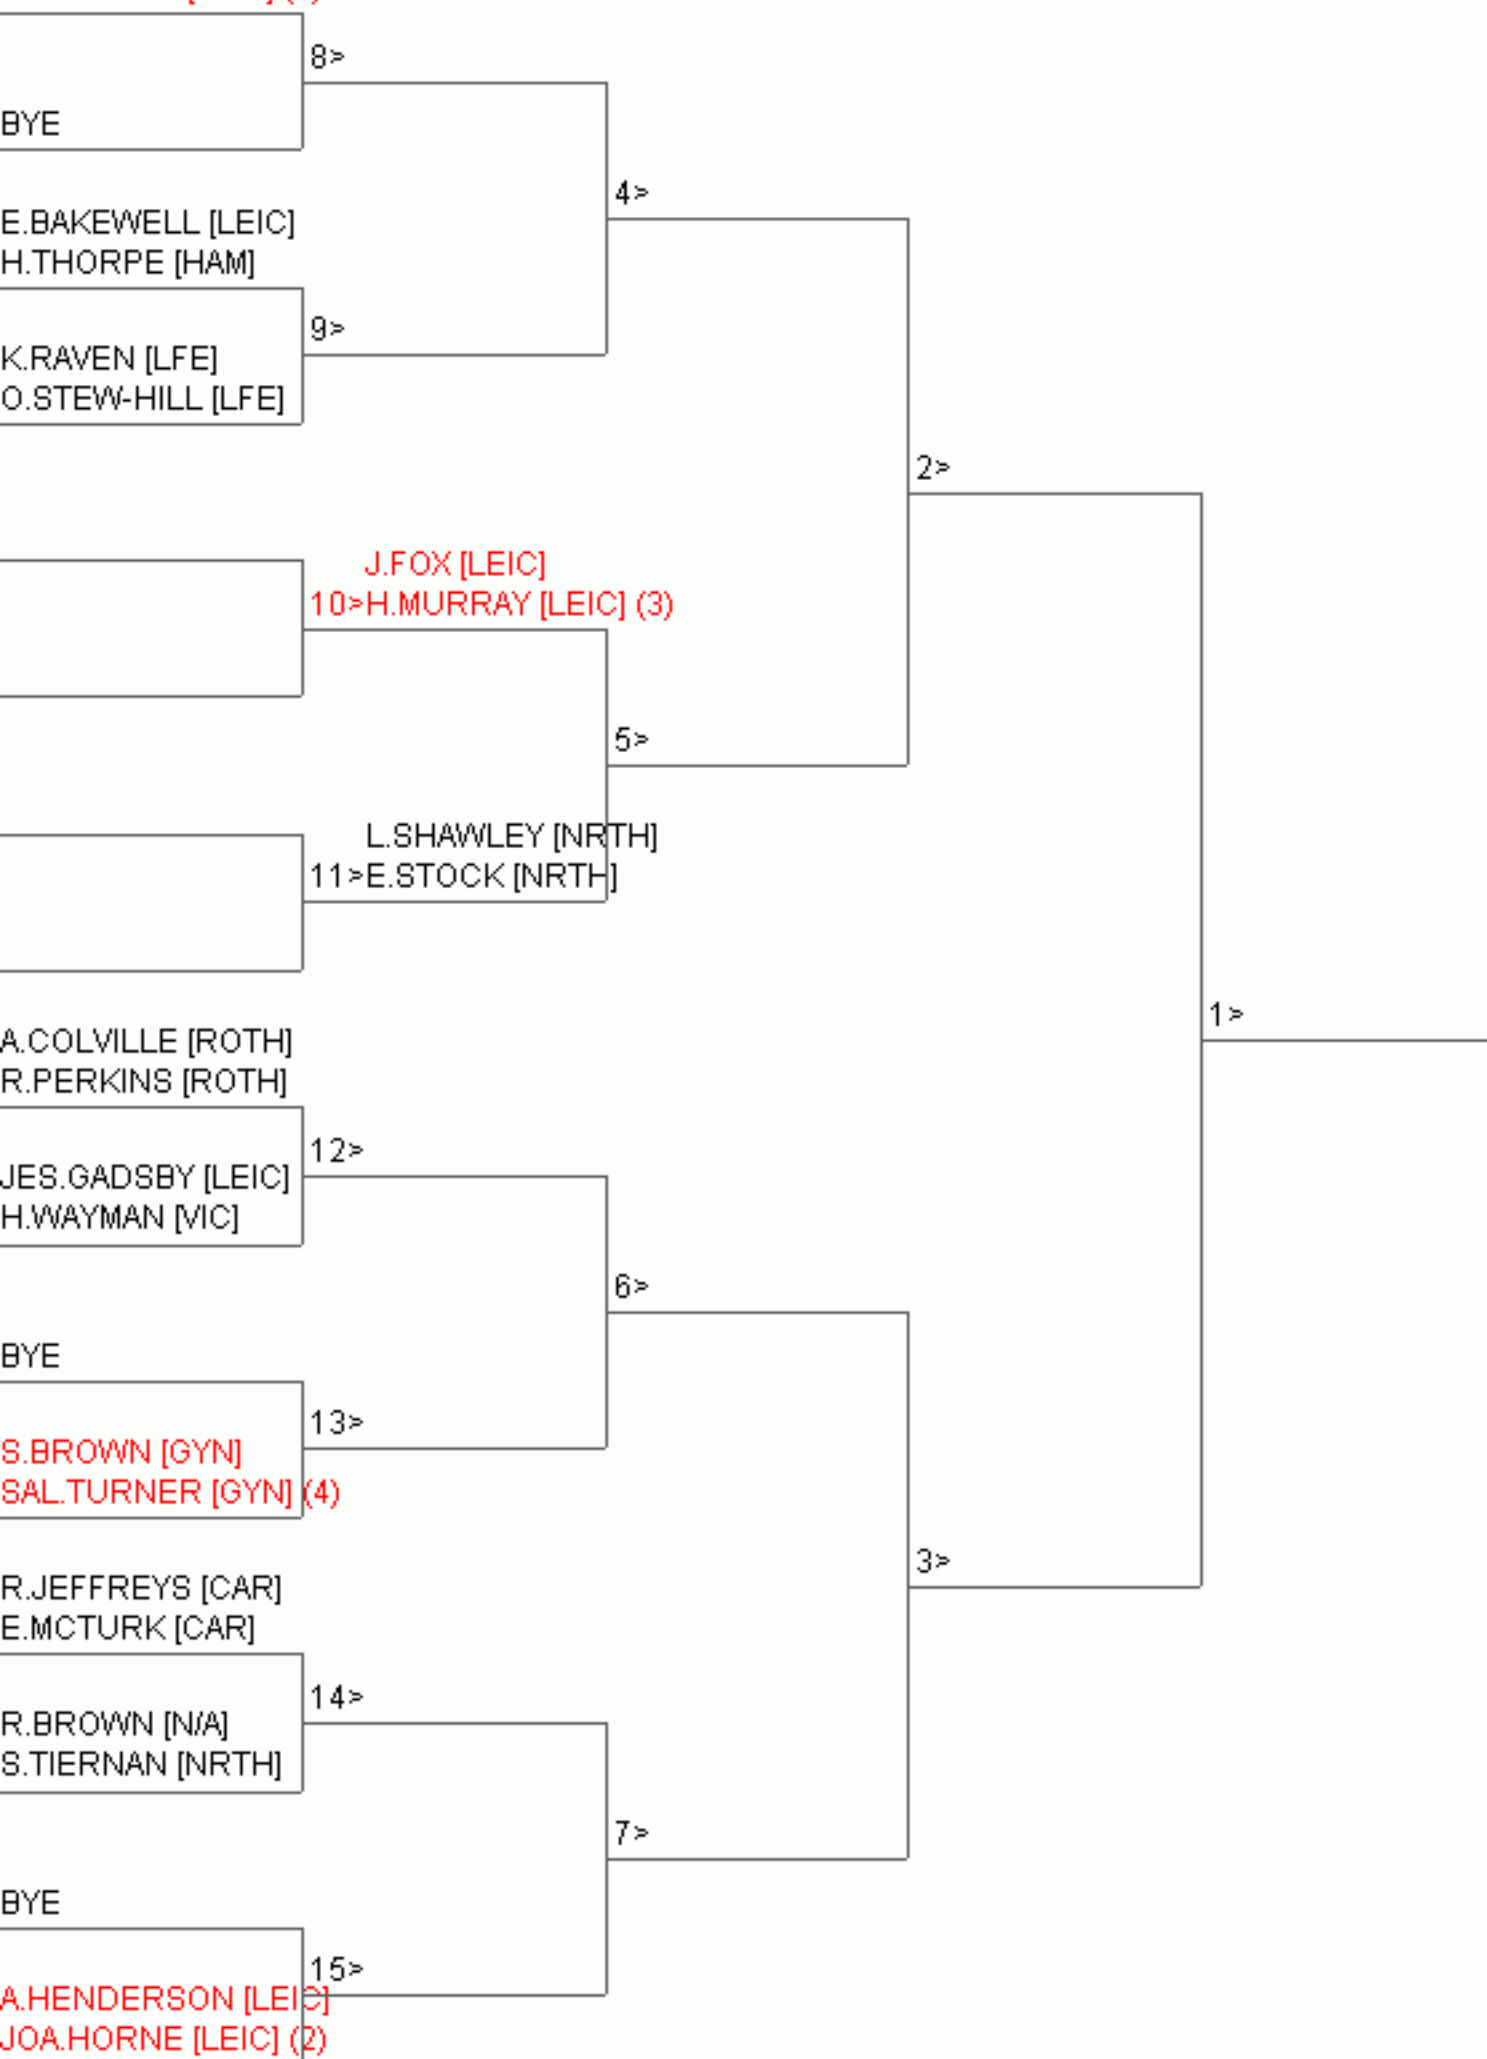 8>
BYE
4>
E.BAKEWELL [LEIC]
H.THORPE [HAM]
9>
K.RAVEN [LFE]
O.STEW-HILL [LFE]
2>
J.FOX [LEIC]
10>H.MURRAY [LEIC] (3)
5>
L.SHAWLEY [NRTH]
11>E.STOCK [NRTH]
1>
A.COLVILLE [ROTH]
R.PERKINS [ROTH]
12>
JES.GADSBY [LEIC]
H.WAYMAN [VIC]
6>
BYE
13>
S.BROWN [GYN]
SAL.TURNER [GYN] (4)
3>
R.JEFFREYS [CAR]
E.MCTURK [CAR]
14>
R.BROWN [N/A]
S.TIERNAN [NRTH]
7>
BYE
15>
A.HENDERSON [LEIC]
JOA.HORNE [LEIC] (2)